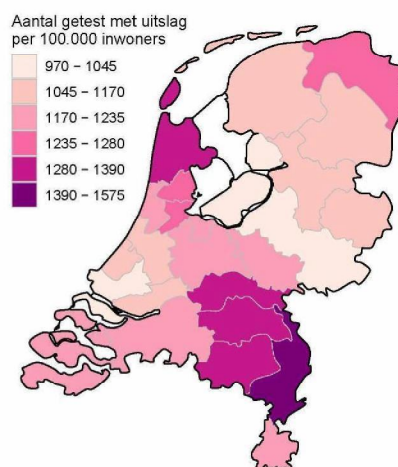 Aantal getest met uitslag
per 100.000 inwoners
970 – 1045
1045 – 1170
1170 – 1235
1235 – 1280
1280 – 1390
1390 – 1575